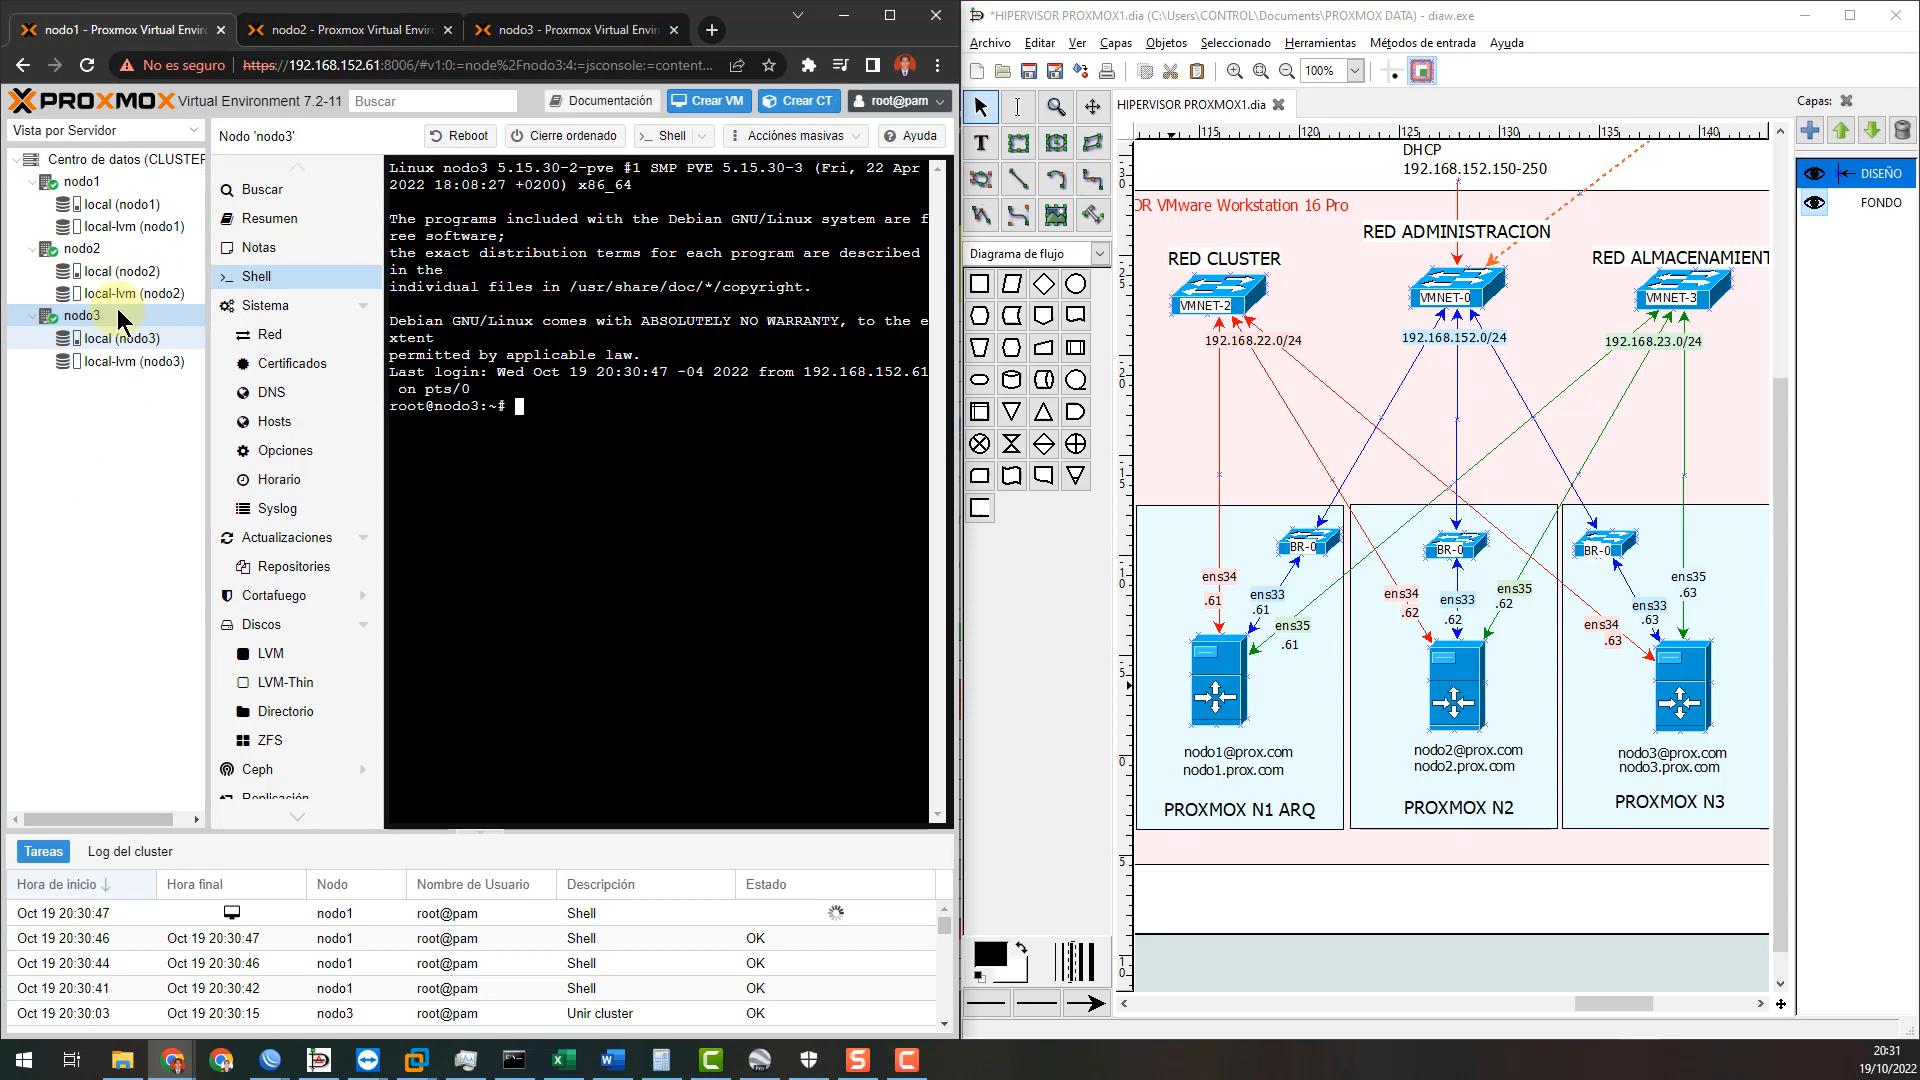 nodo1 - Proxmox Virtual Envir
nodo2 - Proxmox Virtual Envir
nodo3 - Proxmox Virtual Envir
No es seguro
https://192.168.152.61:8006/#v1:0:=node%2Fnodo3:4:=jsconsole:=content...
PROXMOX Virtual Environment 7.2-11
Buscar
Documentación
Crear VM
Crear CT
root@pam
Vista por Servidor
Centro de datos (CLUSTER
nodo1
local (nodo1)
local-lvm (nodo1)
nodo2
local (nodo2)
local-lvm (nodo2)
nodo3
local (nodo3)
local-lvm (nodo3)
Nodo 'nodo3'
Reboot
Cierre ordenado
Shell
Acciones masivas
Ayuda
Buscar
Resumen
Notas
Shell
Sistema
Red
Certificados
DNS
Hosts
Opciones
Horario
Syslog
Actualizaciones
Repositories
Cortafuego
Discos
LVM
LVM-Thin
Directorio
ZFS
Ceph
Replicación
Linux nodo3 5.15.30-2-pve #1 SMP PVE 5.15.30-3 (Fri, 22 Apr
2022 18:08:27 +0200) x86_64
The programs included with the Debian GNU/Linux system are f
ree software;
the exact distribution terms for each program are described
in the
individual files in /usr/share/doc/*/copyright.
Debian GNU/Linux comes with ABSOLUTELY NO WARRANTY, to the e
xtent
permitted by applicable law.
Last login: Wed Oct 19 20:30:47 -04 2022 from 192.168.152.61
on pts/0
root@nodo3:~#
Tareas
Log del cluster
Hora de inicio
Hora final
Nodo
Nombre de Usuario
Descripción
Estado
Oct 19 20:30:47 nodo1 root@pam Shell
Oct 19 20:30:46 Oct 19 20:30:47 nodo1 root@pam Shell OK
Oct 19 20:30:44 Oct 19 20:30:46 nodo1 root@pam Shell OK
Oct 19 20:30:41 Oct 19 20:30:42 nodo1 root@pam Shell OK
Oct 19 20:30:03 Oct 19 20:30:15 nodo3 root@pam Unir cluster OK
*HIPERVISOR PROXMOX1.dia (C:\Users\CONTROL\Documents\PROXMOX DATA) - diaw.exe
Archivo Editar Ver Capas Objetos Seleccionado Herramientas Métodos de entrada Ayuda
100%
HIPERVISOR PROXMOX1.dia
Diagrama de flujo
115 120 125 130 135 140
Capas:
DISEÑO
FONDO
DHCP
192.168.152.150-250
OR VMware Workstation 16 Pro
RED ADMINISTRACION
RED CLUSTER
RED ALMACENAMIENT
VMNET-2
VMNET-0
VMNET-3
192.168.22.0/24
192.168.152.0/24
192.168.23.0/24
BR-0
BR-0
BR-0
ens34
.61
ens33
.61
ens35
.61
ens34
.62
ens33
.62
ens35
.62
ens34
.63
ens33
.63
ens35
.63
nodo1@prox.com
nodo1.prox.com
nodo2@prox.com
nodo2.prox.com
nodo3@prox.com
nodo3.prox.com
PROXMOX N1 ARQ
PROXMOX N2
PROXMOX N3
20:31
19/10/2022